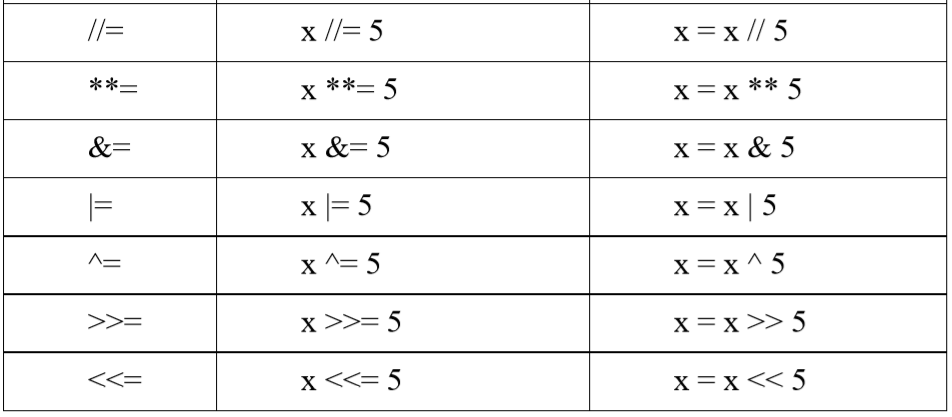 //= x //= 5 x = x // 5
**= x **= 5 x = x ** 5
&= x &= 5 x = x & 5
|= x |= 5 x = x | 5
^= x ^= 5 x = x ^ 5
>>= x >>= 5 x = x >> 5
<<= x <<= 5 x = x << 5